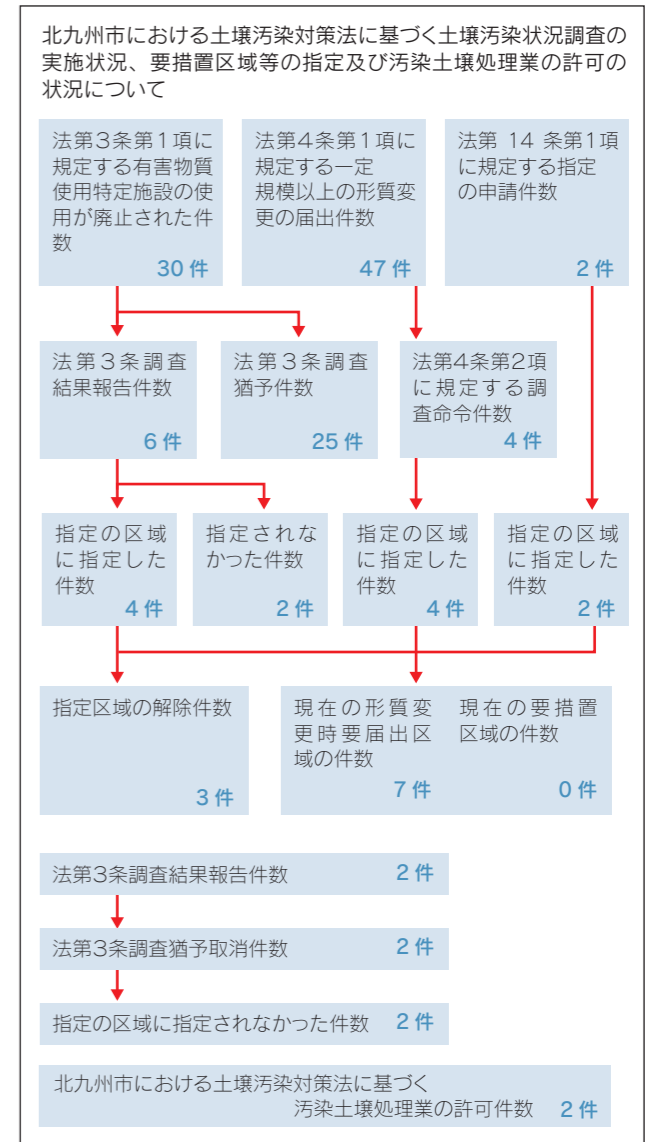 北九州市における土壌汚染対策法に基づく土壌汚染状況調査の
実施状況、要措置区域等の指定及び汚染土壌処理業の許可の
状況について
法第3条第1項に
規定する有害物質
使用特定施設の使
用が廃止された件
数
30件
法第4条第1項に
規定する一定
規模以上の形質変
更の届出件数
47件
法第 14 条第1項
に規定する指定
の申請件数
2件
法第3条調査
結果報告件数
6件
法第3条調査
猶予件数
25件
法第4条第2項
に規定する調
査命令件数
4件
指定の区域
に指定した
件数
4件
指定されな
かった件数
2件
指定の区域
に指定した
件数
4件
指定の区域
に指定した
件数
2件
指定区域の解除件数
3件
現在の形質変
更時要届出区
域の件数
7件
現在の要措置
区域の件数
0件
法第3条調査結果報告件数 2件
法第3条調査猶予取消件数 2件
指定の区域に指定されなかった件数 2件
北九州市における土壌汚染対策法に基づく
汚染土壌処理業の許可件数 2件